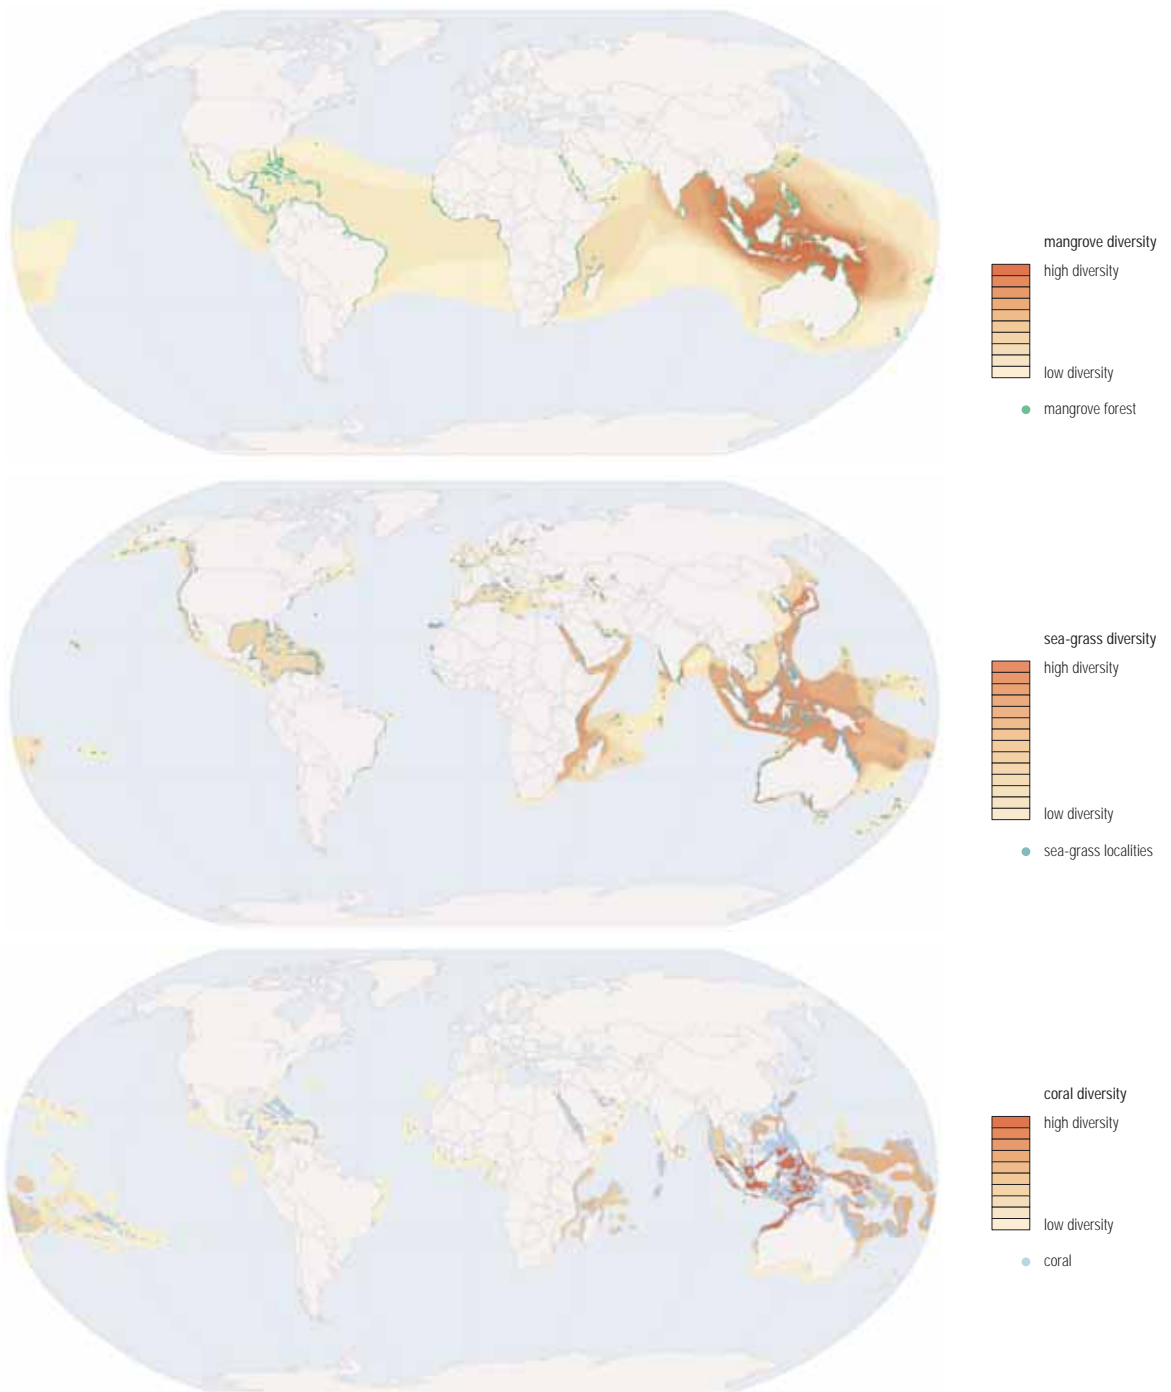 mangrove diversity
high diversity
low diversity
mangrove forest
sea-grass diversity
high diversity
low diversity
sea-grass localities
coral diversity
high diversity
low diversity
coral